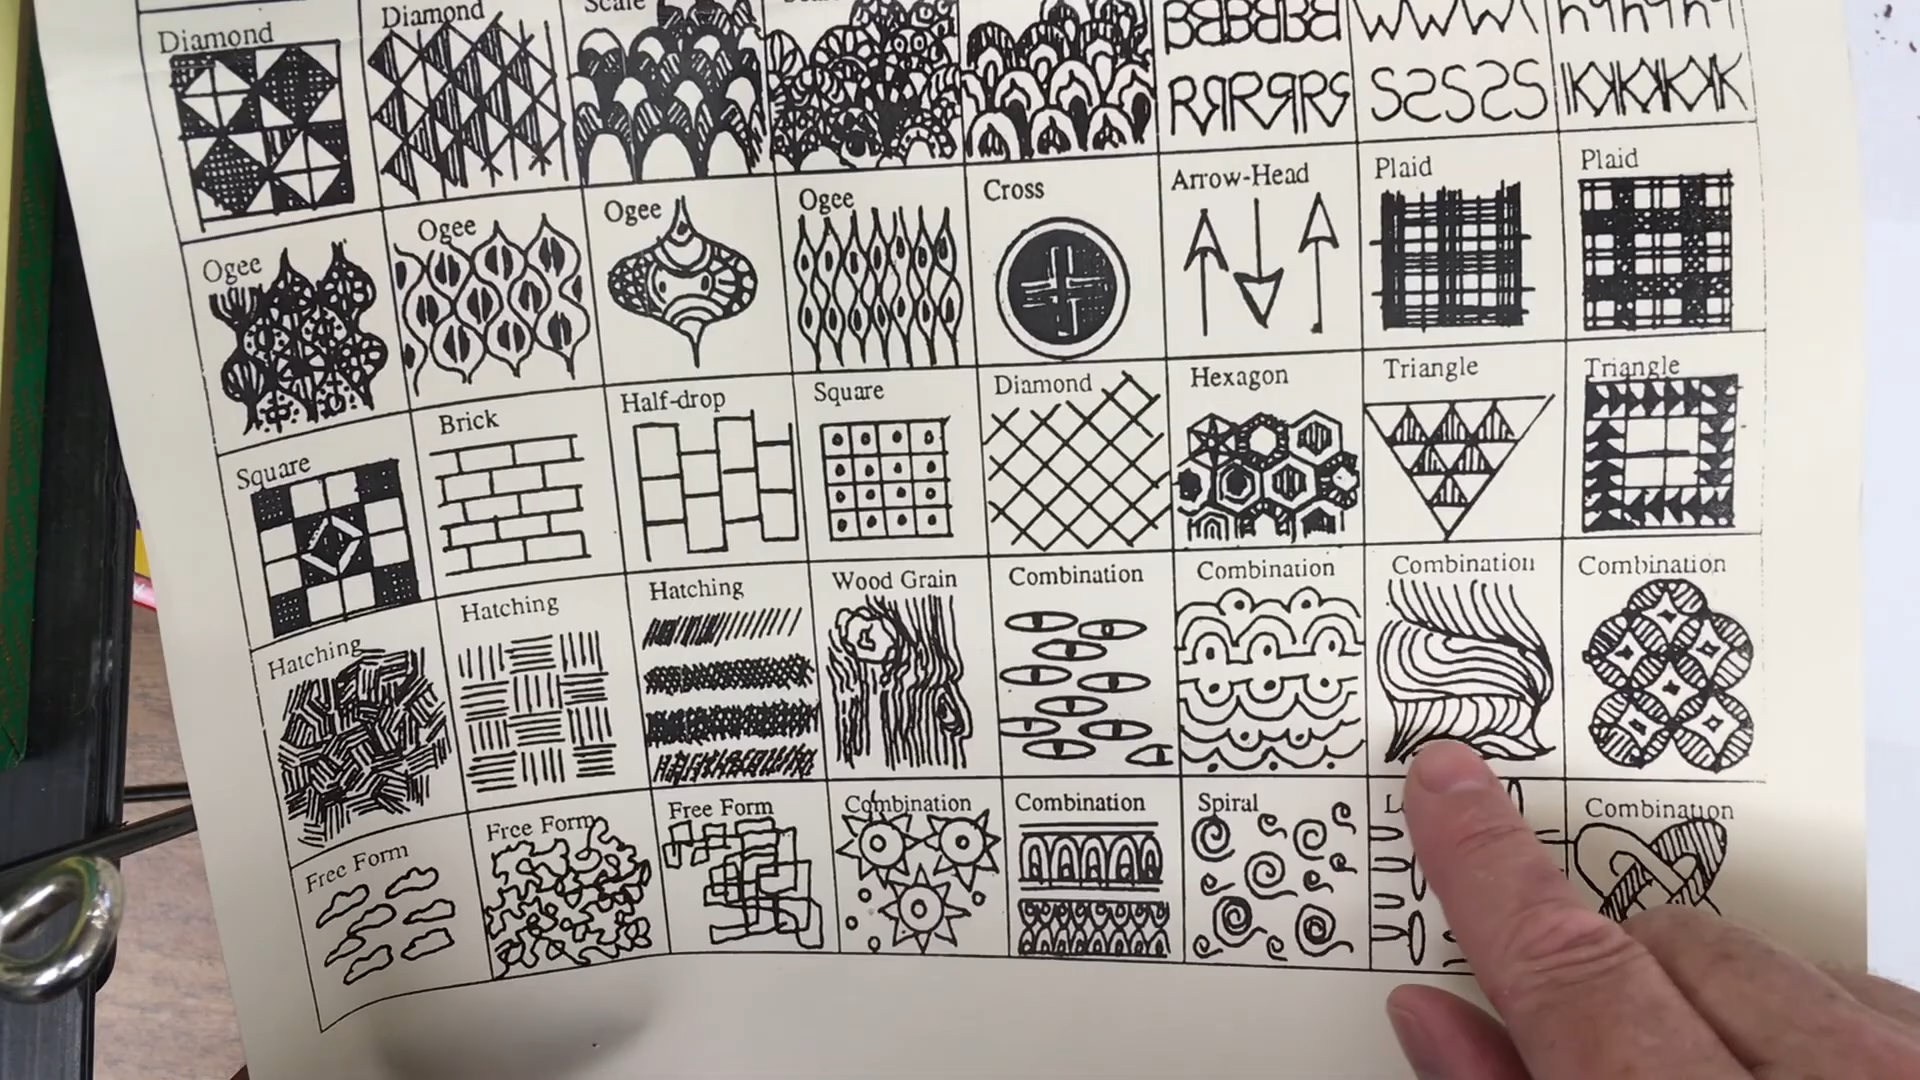 Diamond
Diamond
Scale
WWW
SSSSS
Ogee
Ogee
Ogee
Ogee
Cross
Arrow-Head
Plaid
Plaid
Square
Brick
Half-drop
Square
Diamond
Hexagon
Triangle
Triangle
Hatching
Hatching
Hatching
Wood Grain
Combination
Combination
Combination
Combination
Free Form
Free Form
Free Form
Combination
Combination
Spiral
Combination